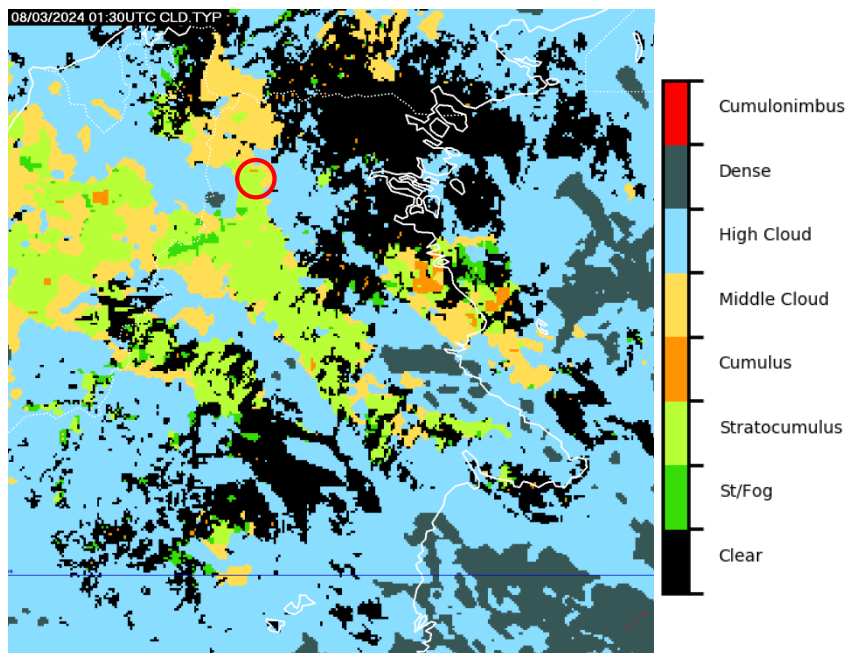 08/03/2024 01:30UTC CLD.TYP
Cumulonimbus
Dense
High Cloud
Middle Cloud
Cumulus
Stratocumulus
St/Fog
Clear